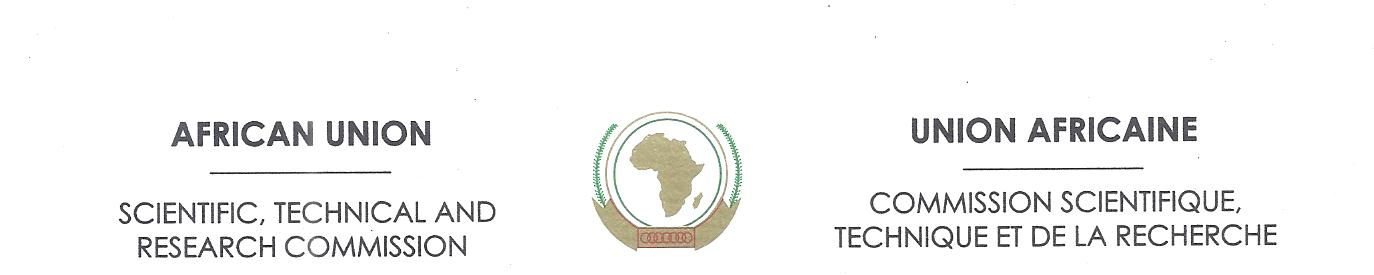 AFRICAN UNION
SCIENTIFIC, TECHNICAL AND
RESEARCH COMMISSION
UNION AFRICAINE
COMMISSION SCIENTIFIQUE,
TECHNIQUE ET DE LA RECHERCHE